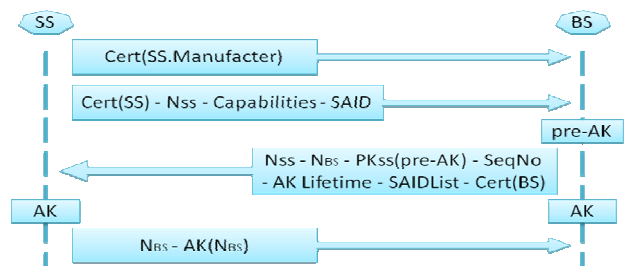 SS BS
Cert(SS.Manufacter)
Cert(SS) - Nss - Capabilities - SAID
pre-AK
Nss - NBS - PKss(pre-AK) - SeqNo
- AK Lifetime - SAIDList - Cert(BS)
AK AK
NBS - AK(NBS)